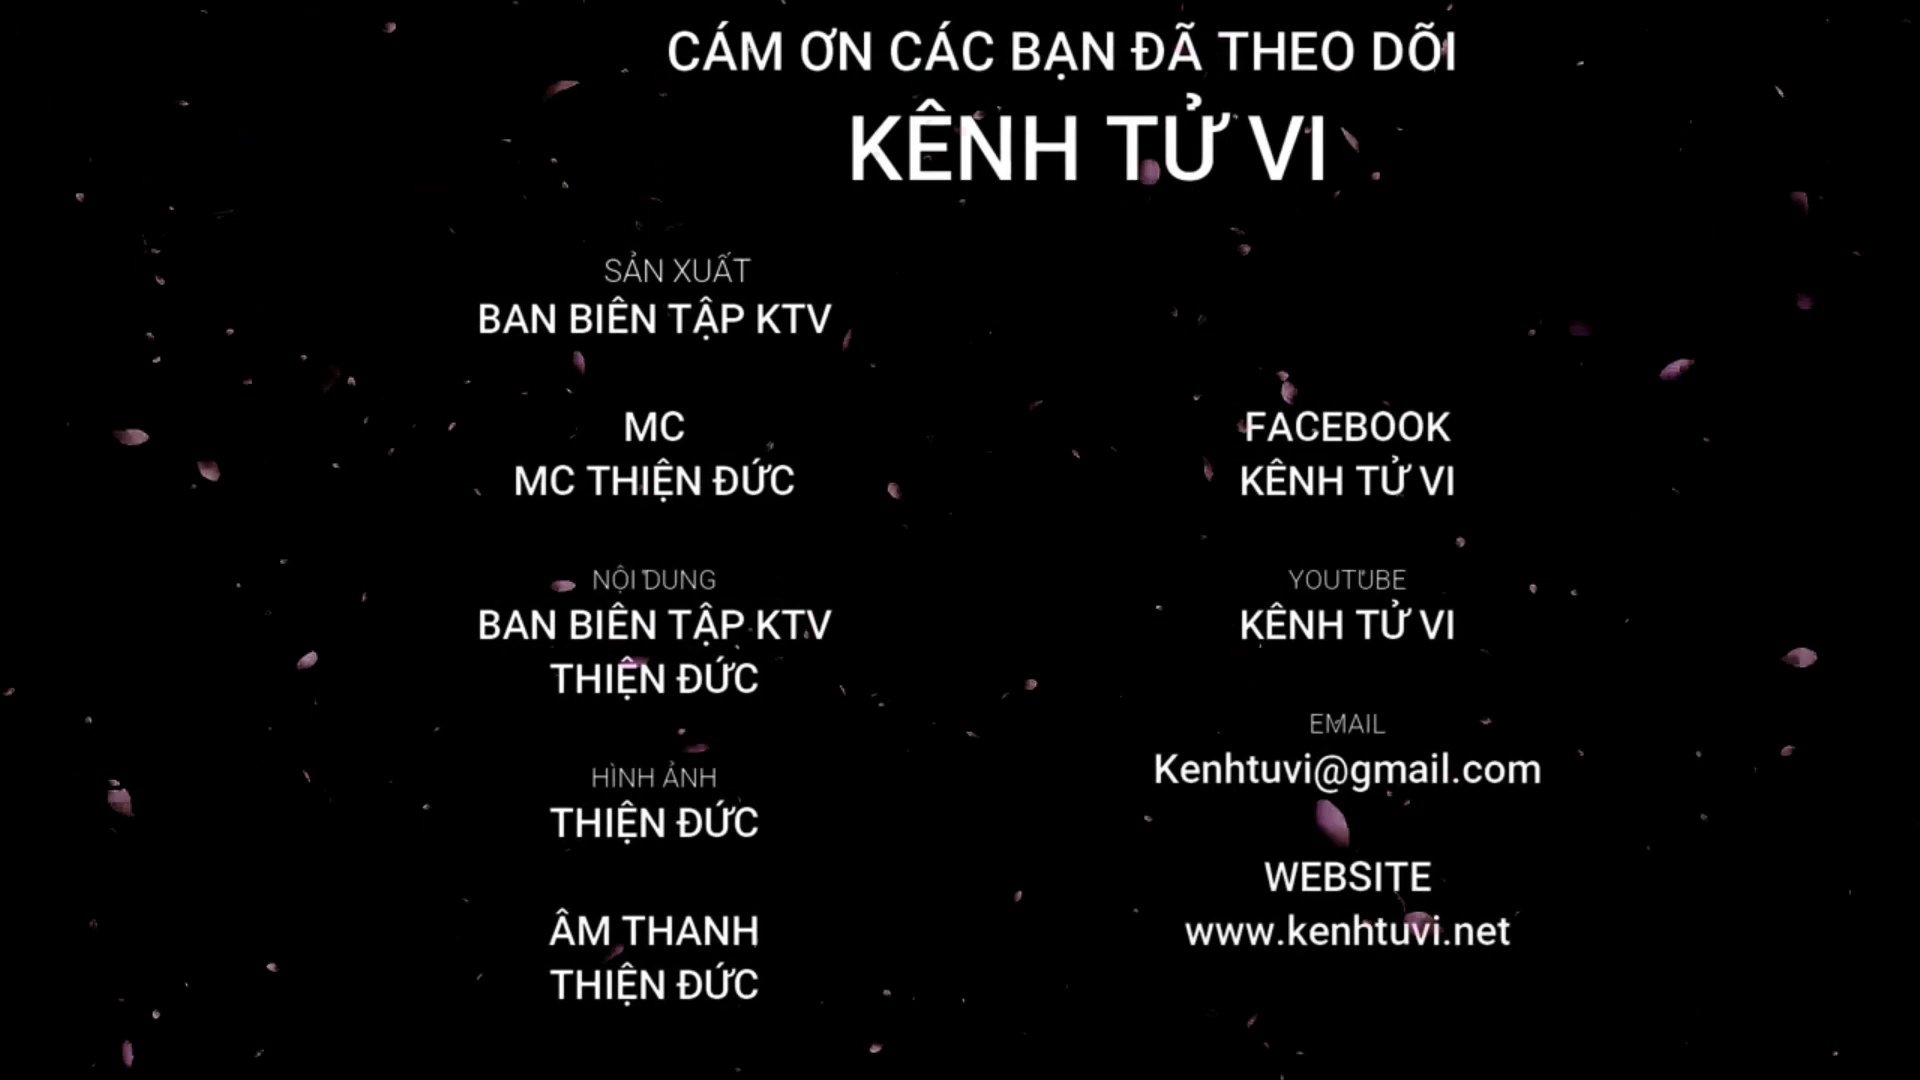 CÁM ƠN CÁC BẠN ĐÃ THEO DÕI
KÊNH TỬ VI
SẢN XUẤT
BAN BIÊN TẬP KTV
MC
MC THIỆN ĐỨC
NỘI DUNG
BAN BIÊN TẬP KTV
THIỆN ĐỨC
HÌNH ẢNH
THIỆN ĐỨC
ÂM THANH
THIỆN ĐỨC
FACEBOOK
KÊNH TỬ VI
YOUTUBE
KÊNH TỬ VI
EMAIL
Kenhtuvi@gmail.com
WEBSITE
www.kenhtuvi.net